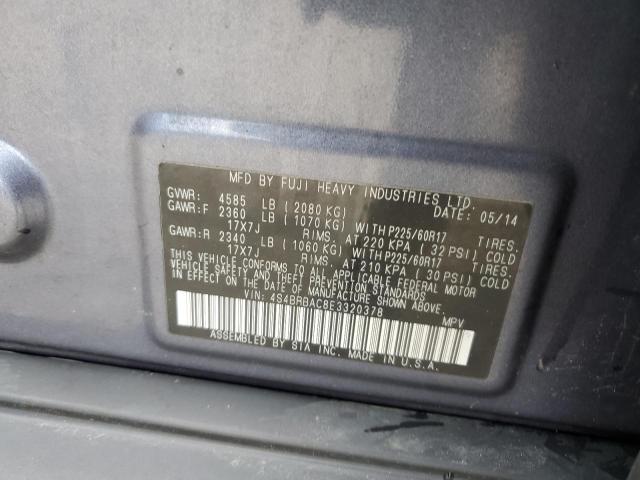 MFD BY FUJI HEAVY INDUSTRIES LTD.
DATE: 05/14
GVWR: 4585 LB (2080 KG)
GAWR:F 2360 LB (1070 KG) WITH P225/60R17 TIRES.
17X7J RIMS. AT 220 KPA (32 PSI) COLD
GAWR:R 2340 LB (1060 KG) WITH P225/60R17 TIRES.
17X7J RIMS. AT 210 KPA (30 PSI) COLD
THIS VEHICLE CONFORMS TO ALL APPLICABLE FEDERAL MOTOR
VEHICLE SAFETY AND THEFT PREVENTION STANDARDS IN EFFECT ON
THE DATE OF MANUFACTURE SHOWN ABOVE.
VIN: 4S4BRBAC8E3320378 MPV
ASSEMBLED BY SIA INC. MADE IN U.S.A.